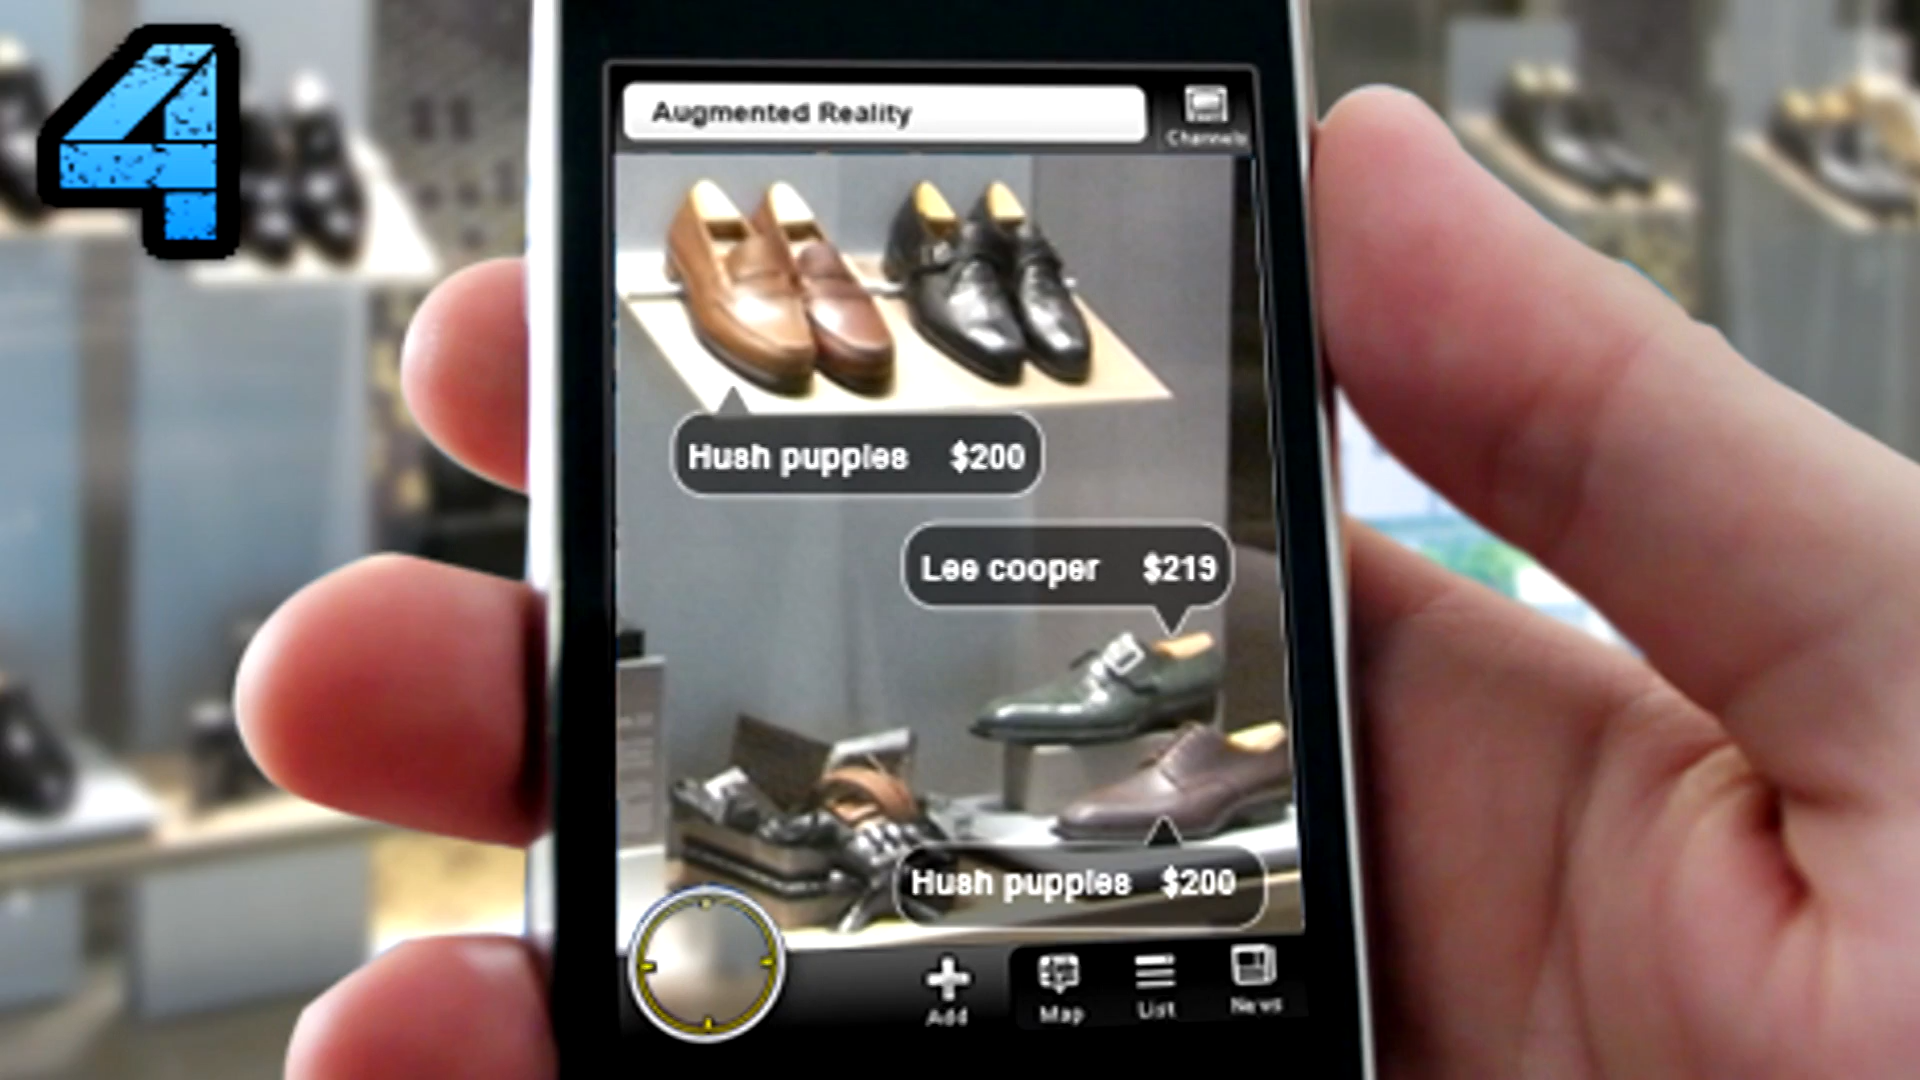 4
Augmented Reality
Channels
Hush puppies $200
Lee cooper $219
Hush puppies $200
Add
Map
List
News